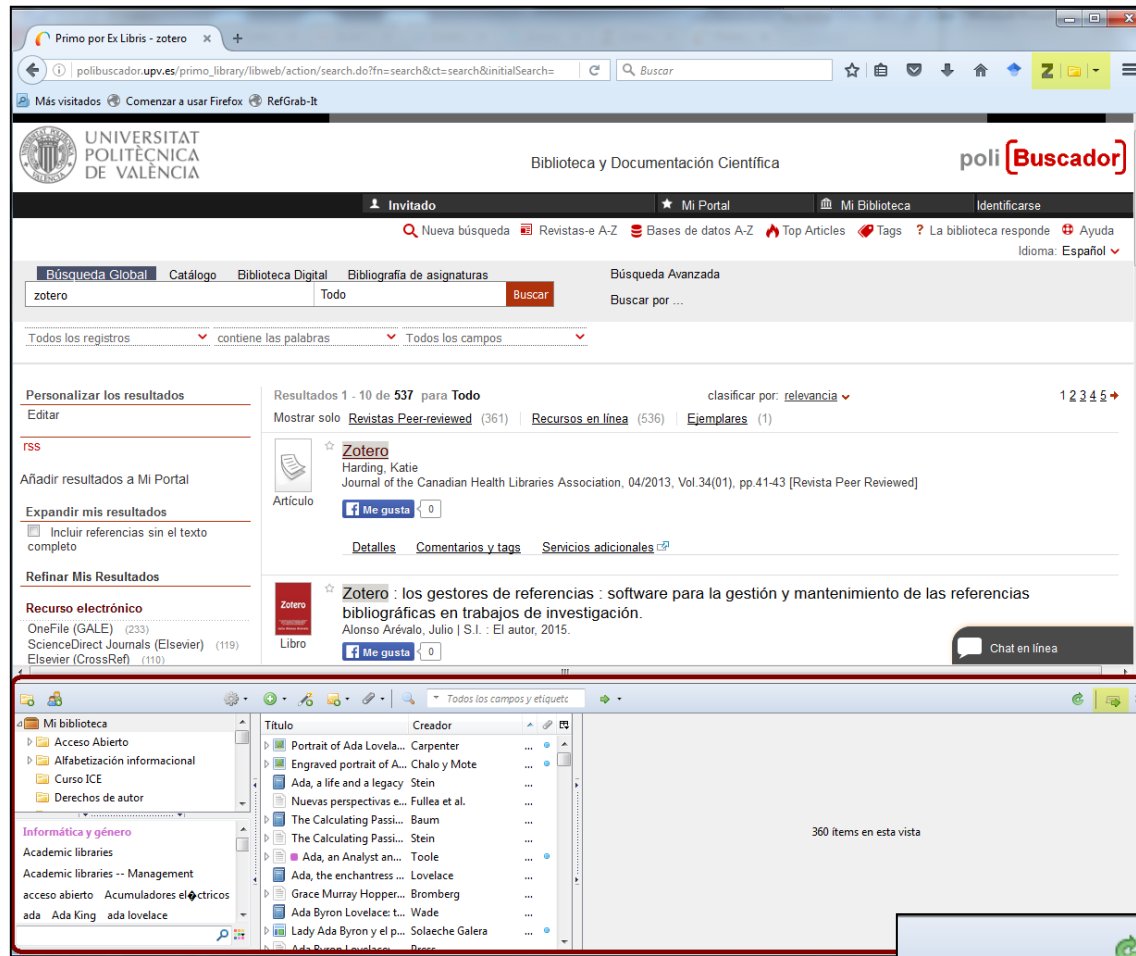 Primo por Ex Libris - zotero
polibuscador.upv.es/primo_library/libweb/action/search.do?fn=search&ct=search&initialSearch=
Buscar
Más visitados Comenzar a usar Firefox RefGrab-It
UNIVERSITAT
POLITÈCNICA
DE VALÈNCIA
Biblioteca y Documentación Científica
poli [Buscador]
Invitado Mi Portal Mi Biblioteca Identificarse
Nueva búsqueda Revistas-e A-Z Bases de datos A-Z Top Articles Tags ? La biblioteca responde Ayuda
Idioma: Español
Búsqueda Global Catálogo Biblioteca Digital Bibliografía de asignaturas Búsqueda Avanzada
zotero Todo Buscar Buscar por ...
Todos los registros contiene las palabras Todos los campos
Personalizar los resultados
Editar
rss
Añadir resultados a Mi Portal
Expandir mis resultados
Incluir referencias sin el texto
completo
Refinar Mis Resultados
Recurso electrónico
OneFile (GALE) (233)
ScienceDirect Journals (Elsevier) (119)
Elsevier (CrossRef) (110)
Resultados 1 - 10 de 537 para Todo clasificar por: relevancia 1 2 3 4 5
Mostrar solo Revistas Peer-reviewed (361) Recursos en línea (536) Ejemplares (1)
Artículo
Zotero
Harding, Katie
Journal of the Canadian Health Libraries Association, 04/2013, Vol.34(01), pp.41-43 [Revista Peer Reviewed]
Me gusta 0
Detalles Comentarios y tags Servicios adicionales
Zotero
Libro
Zotero : los gestores de referencias : software para la gestión y mantenimiento de las referencias
bibliográficas en trabajos de investigación.
Alonso Arévalo, Julio | S.l. : El autor, 2015.
Me gusta 0
Chat en línea
Todos los campos y etiquetc
Mi biblioteca
Acceso Abierto
Alfabetización informacional
Curso ICE
Derechos de autor
Informática y género
Academic libraries
Academic libraries -- Management
acceso abierto Acumuladores el�ctricos
ada Ada King ada lovelace
Título Creador
Portrait of Ada Lovela... Carpenter ...
Engraved portrait of A... Chalo y Mote ...
Ada, a life and a legacy Stein ...
Nuevas perspectivas e... Fullea et al. ...
The Calculating Passi... Baum ...
The Calculating Passi... Stein ...
Ada, an Analyst an... Toole ...
Ada, the enchantress ... Lovelace ...
Grace Murray Hopper... Bromberg ...
Ada Byron Lovelace: t... Wade ...
Lady Ada Byron y el p... Solaeche Galera ...
Ada Byron Lovelace: Press
360 ítems en esta vista